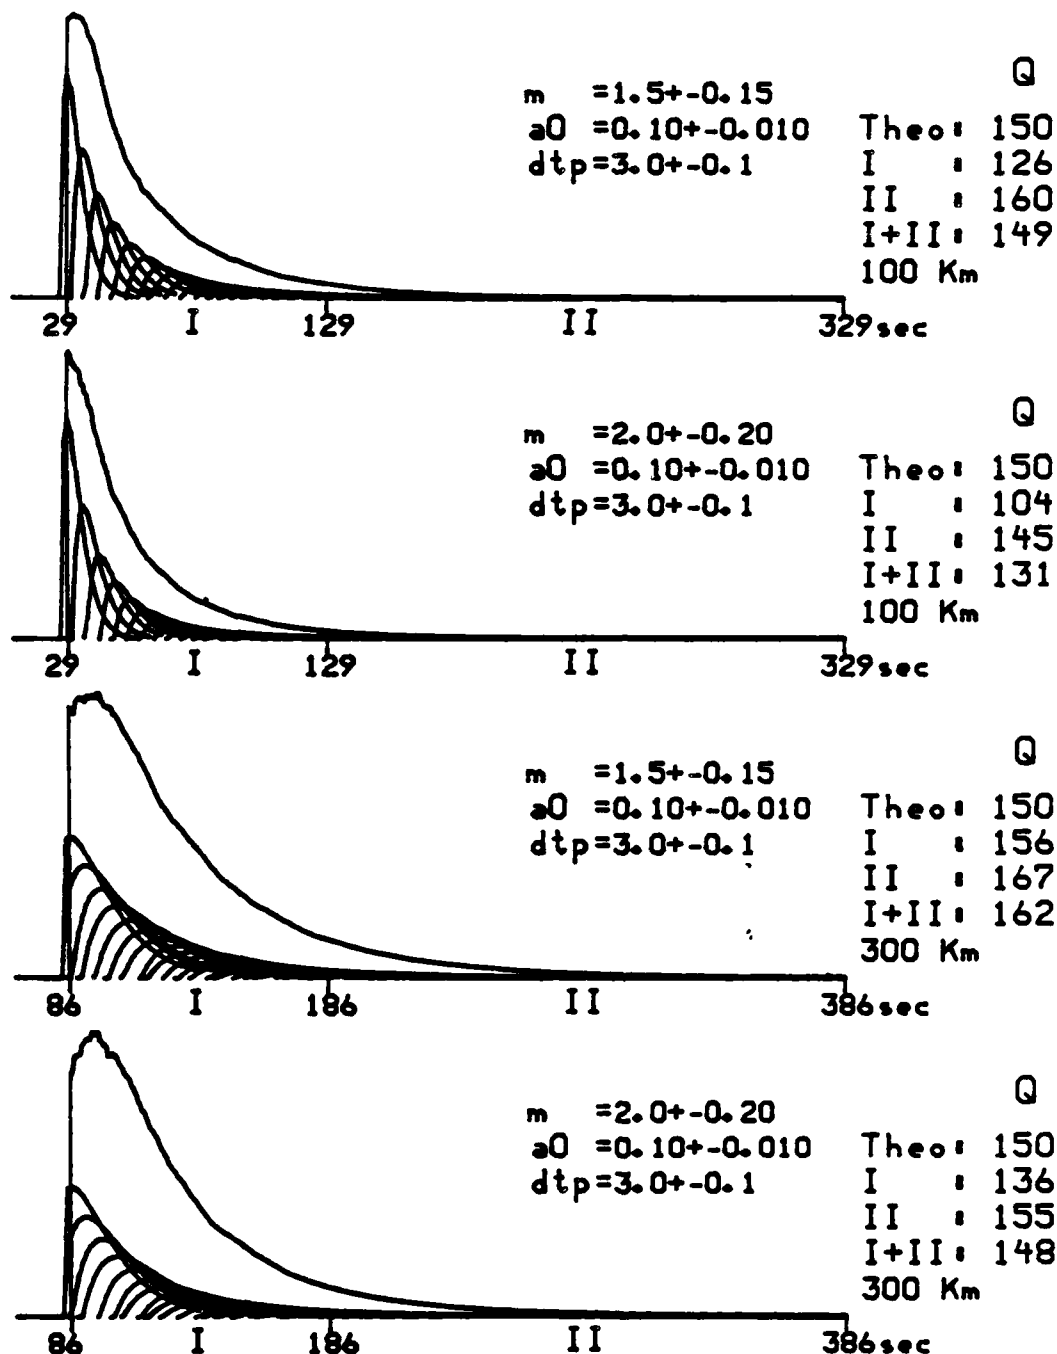 Q
m =1.5+-0.15
a0 =0.10+-0.010 Theo: 150
dtp=3.0+-0.1 I : 126
II : 160
I+II: 149
100 Km
29 I 129 II 329sec
Q
m =2.0+-0.20
a0 =0.10+-0.010 Theo: 150
dtp=3.0+-0.1 I : 104
II : 145
I+II: 131
100 Km
29 I 129 II 329sec
Q
m =1.5+-0.15
a0 =0.10+-0.010 Theo: 150
dtp=3.0+-0.1 I : 156
II : 167
I+II: 162
300 Km
86 I 186 II 386sec
Q
m =2.0+-0.20
a0 =0.10+-0.010 Theo: 150
dtp=3.0+-0.1 I : 136
II : 155
I+II: 148
300 Km
86 I 186 II 386sec